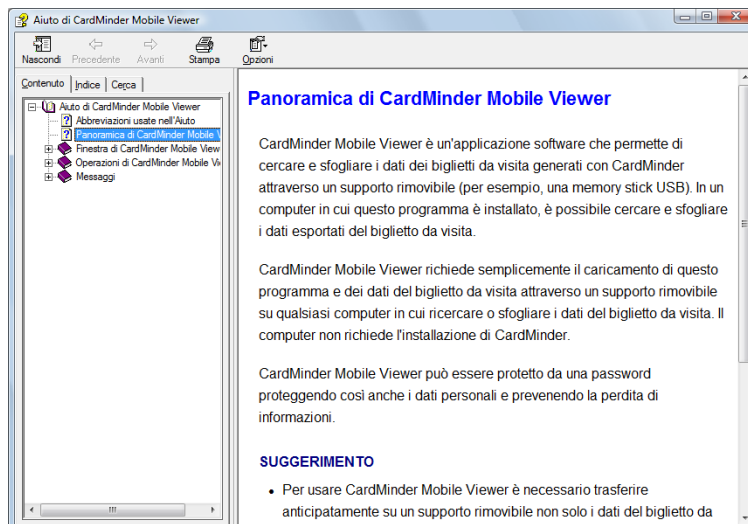 Aiuto di CardMinder Mobile Viewer
Nascondi Precedente Avanti Stampa Opzioni
Contenuto Indice Cerca
Aiuto di CardMinder Mobile Viewer
Abbreviazioni usate nell'Aiuto
Panoramica di CardMinder Mobile V
Finestra di CardMinder Mobile View
Operazioni di CardMinder Mobile Vi
Messaggi
Panoramica di CardMinder Mobile Viewer
CardMinder Mobile Viewer è un'applicazione software che permette di
cercare e sfogliare i dati dei biglietti da visita generati con CardMinder
attraverso un supporto rimovibile (per esempio, una memory stick USB). In un
computer in cui questo programma è installato, è possibile cercare e sfogliare
i dati esportati del biglietto da visita.
CardMinder Mobile Viewer richiede semplicemente il caricamento di questo
programma e dei dati del biglietto da visita attraverso un supporto rimovibile
su qualsiasi computer in cui ricercare o sfogliare i dati del biglietto da visita. Il
computer non richiede l'installazione di CardMinder.
CardMinder Mobile Viewer può essere protetto da una password
proteggendo così anche i dati personali e prevenendo la perdita di
informazioni.
SUGGERIMENTO
• Per usare CardMinder Mobile Viewer è necessario trasferire
anticipatamente su un supporto rimovibile non solo i dati del biglietto da